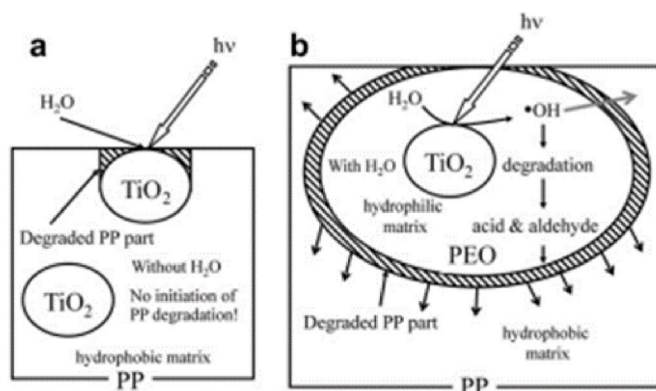 a
hν
H₂O
TiO₂
Degraded PP part
Without H₂O
TiO₂
No initiation of
PP degradation!
hydrophobic matrix
PP
b
hν
H₂O
•OH
With H₂O
TiO₂
degradation
hydrophilic
matrix
acid & aldehyde
PEO
Degraded PP part
hydrophobic
matrix
PP